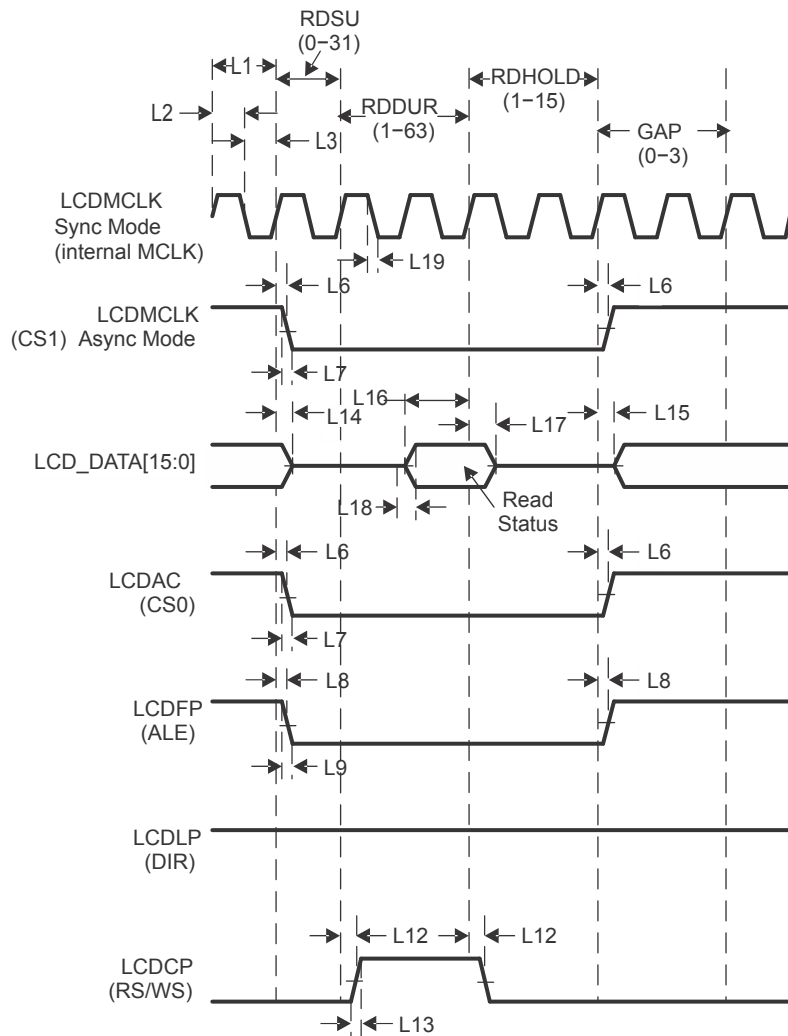 RDSU
(0−31)
L1
RDHOLD
(1−15)
L2
RDDUR
(1−63)
GAP
(0−3)
L3
LCDMCLK
Sync Mode
(internal MCLK)
L19
L6
L6
LCDMCLK
(CS1) Async Mode
L7
L16
L14
L17
L15
LCD_DATA[15:0]
L18
Read
Status
L6
L6
LCDAC
(CS0)
L7
L8
L8
LCDFP
(ALE)
L9
LCDLP
(DIR)
L12
L12
LCDCP
(RS/WS)
L13